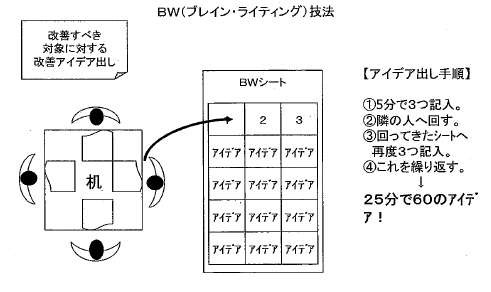 BW(ブレイン・ライティング)技法
改善すべき
対象に対する
改善アイデア出し
机
BWシート
1 2 3
アイデア アイデア アイデア
アイデア アイデア アイデア
アイデア アイデア アイデア
アイデア アイデア アイデア
【アイデア出し手順】
①5分で3つ記入。
②隣の人へ回す。
③回ってきたシートへ
再度3つ記入。
④これを繰り返す。
↓
25分で60のアイデ
ア!